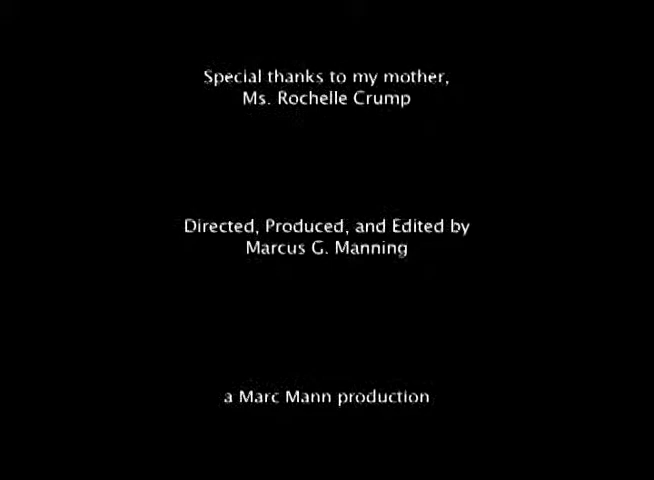 Special thanks to my mother,
Ms. Rochelle Crump
Directed, Produced, and Edited by
Marcus G. Manning
a Marc Mann production